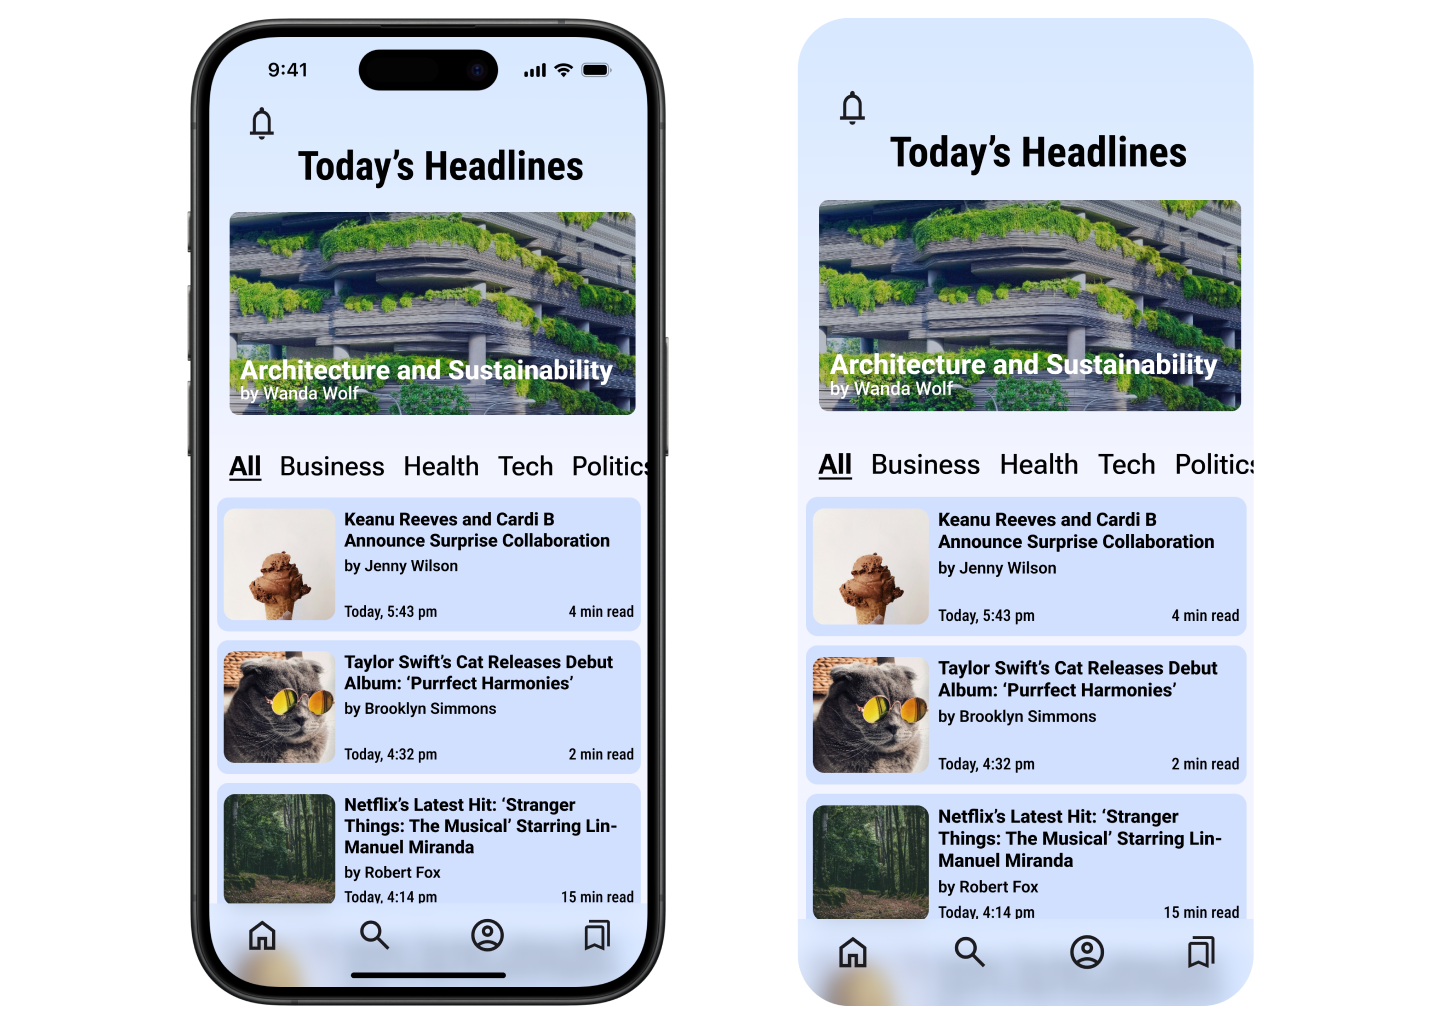 9:41
Today’s Headlines
Architecture and Sustainability
by Wanda Wolf
All Business Health Tech Politics
Keanu Reeves and Cardi B
Announce Surprise Collaboration
by Jenny Wilson
Today, 5:43 pm 4 min read
Taylor Swift’s Cat Releases Debut
Album: ‘Purrfect Harmonies’
by Brooklyn Simmons
Today, 4:32 pm 2 min read
Netflix’s Latest Hit: ‘Stranger
Things: The Musical’ Starring Lin-
Manuel Miranda
by Robert Fox
Today, 4:14 pm 15 min read
Today’s Headlines
Architecture and Sustainability
by Wanda Wolf
All Business Health Tech Politics
Keanu Reeves and Cardi B
Announce Surprise Collaboration
by Jenny Wilson
Today, 5:43 pm 4 min read
Taylor Swift’s Cat Releases Debut
Album: ‘Purrfect Harmonies’
by Brooklyn Simmons
Today, 4:32 pm 2 min read
Netflix’s Latest Hit: ‘Stranger
Things: The Musical’ Starring Lin-
Manuel Miranda
by Robert Fox
Today, 4:14 pm 15 min read